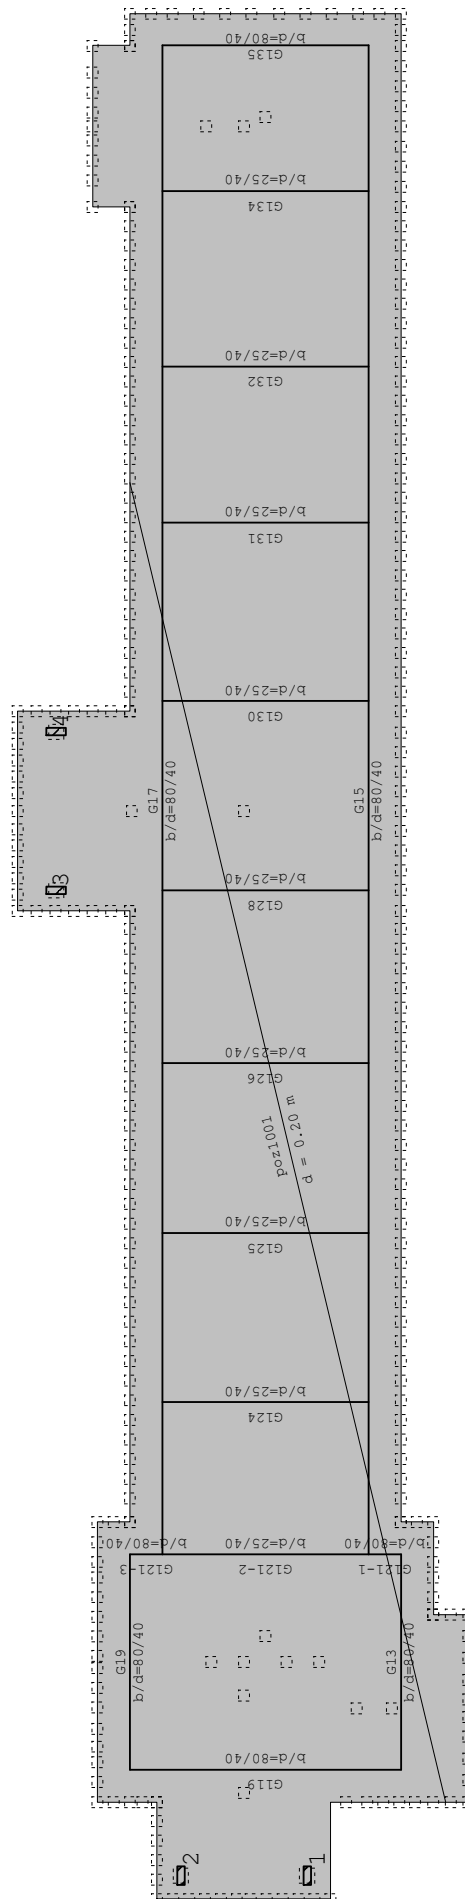 b/d=80/40
G135
b/d=25/40
G134
b/d=25/40
G132
b/d=25/40
G131
b/d=25/40
G130
4
G17
b/d=80/40
G15
b/d=80/40
3
b/d=25/40
G128
b/d=25/40
G126
poz1001
d = 0.20 m
b/d=25/40
G125
b/d=25/40
G124
b/d=80/40
b/d=25/40
b/d=80/40
G121-3
G121-2
G121-1
G19
b/d=80/40
G13
b/d=80/40
b/d=80/40
G119
2
1